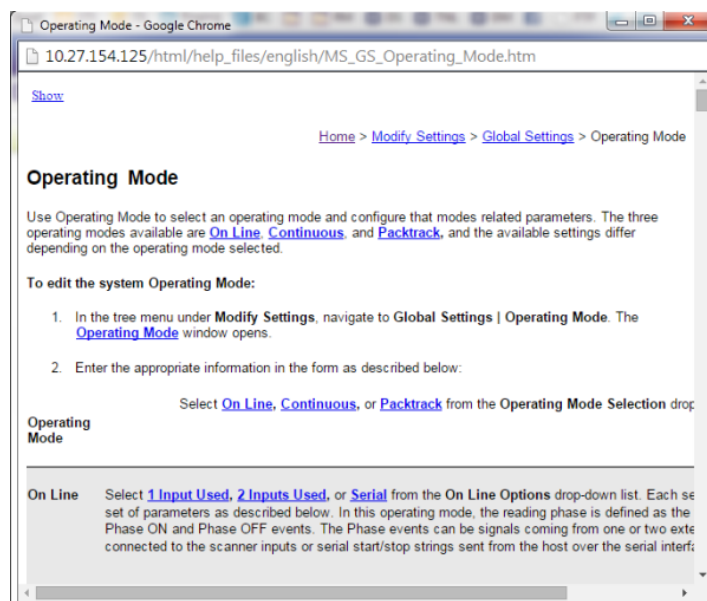 Operating Mode - Google Chrome
10.27.154.125/html/help_files/english/MS_GS_Operating_Mode.htm
Show
Home > Modify Settings > Global Settings > Operating Mode
Operating Mode
Use Operating Mode to select an operating mode and configure that modes related parameters. The three
operating modes available are On Line, Continuous, and Packtrack, and the available settings differ
depending on the operating mode selected.
To edit the system Operating Mode:
1. In the tree menu under Modify Settings, navigate to Global Settings | Operating Mode. The
Operating Mode window opens.
2. Enter the appropriate information in the form as described below:
Select On Line, Continuous, or Packtrack from the Operating Mode Selection drop
Operating
Mode
On Line Select 1 Input Used, 2 Inputs Used, or Serial from the On Line Options drop-down list. Each se
set of parameters as described below. In this operating mode, the reading phase is defined as the
Phase ON and Phase OFF events. The Phase events can be signals coming from one or two exte
connected to the scanner inputs or serial start/stop strings sent from the host over the serial interfa